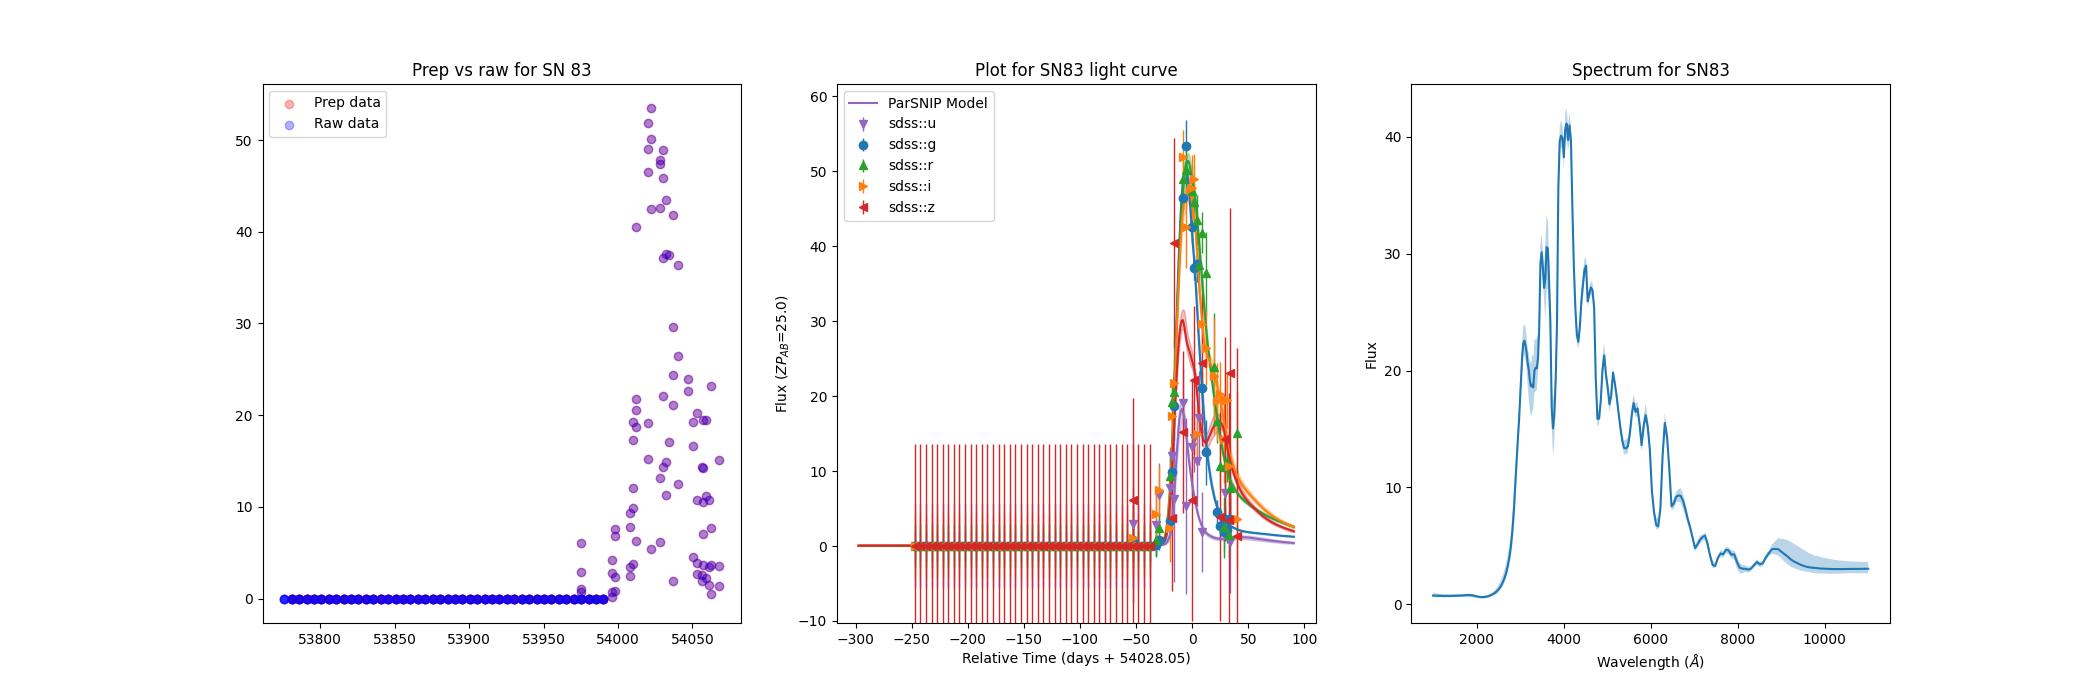 Prep vs raw for SN 83
Prep data
Raw data
50
40
30
20
10
0
53800
53850
53900
53950
54000
54050
Plot for SN83 light curve
ParSNIP Model
sdss::u
sdss::g
sdss::r
sdss::i
sdss::z
Flux (ZP_AB=25.0)
60
50
40
30
20
10
0
−10
−300
−250
−200
−150
−100
−50
0
50
100
Relative Time (days + 54028.05)
Spectrum for SN83
Flux
40
30
20
10
0
2000
4000
6000
8000
10000
Wavelength (Å)